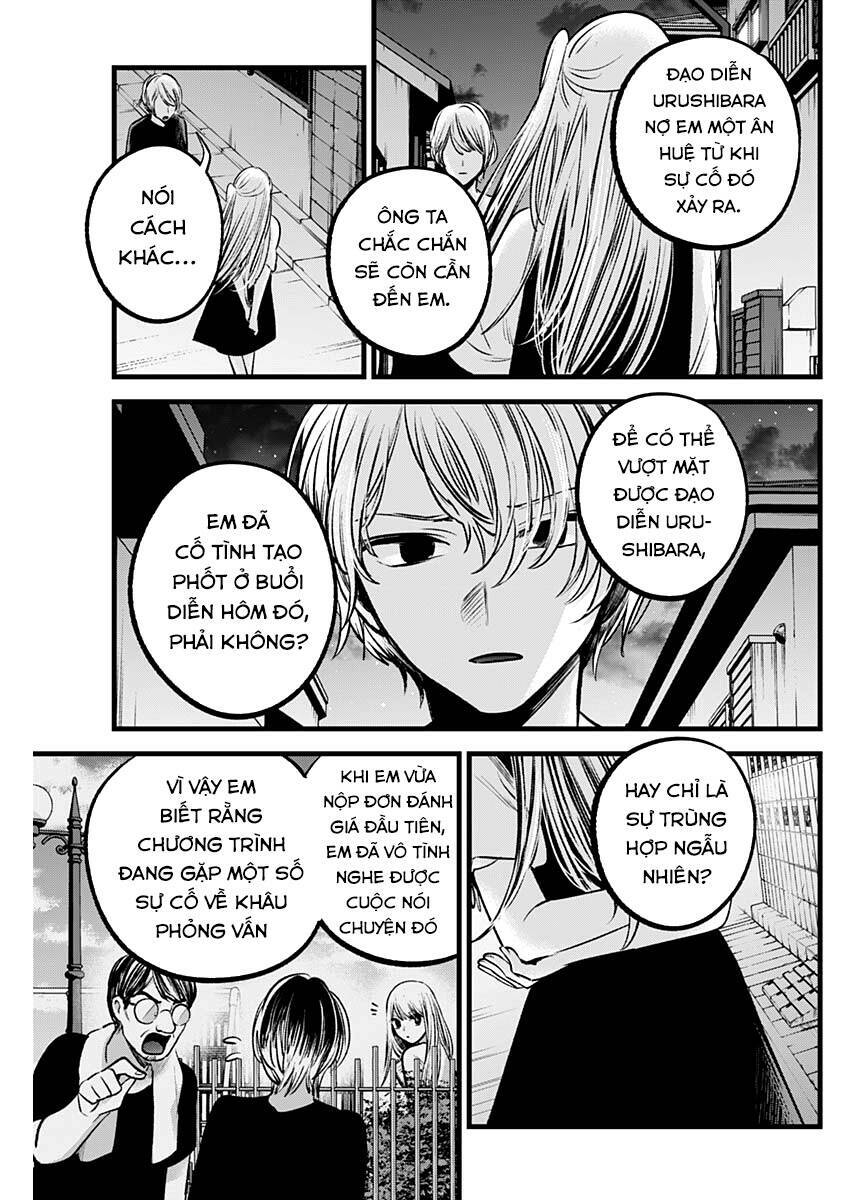 ĐẠO DIỄN
URUSHIBARA
NỢ EM MỘT ÂN
HUỆ TỪ KHI
SỰ CỐ ĐÓ
XẢY RA.
ÔNG TA
CHẮC CHẮN
SẼ CÒN CẦN
ĐẾN EM.
NÓI
CÁCH
KHÁC...
ĐỂ CÓ THỂ
VƯỢT MẶT
ĐƯỢC ĐẠO
DIỄN URU-
SHIBARA,
EM ĐÃ
CỐ TÌNH TẠO
PHỐT Ở BUỔI
DIỄN HÔM ĐÓ,
PHẢI KHÔNG?
HAY CHỈ LÀ
SỰ TRÙNG
HỢP NGẪU
NHIÊN?
KHI EM VỪA
NỘP ĐƠN ĐÁNH
GIÁ ĐẦU TIÊN,
EM ĐÃ VÔ TÌNH
NGHE ĐƯỢC
CUỘC NÓI
CHUYỆN ĐÓ
VÌ VẬY EM
BIẾT RẰNG
CHƯƠNG TRÌNH
ĐANG GẶP MỘT SỐ
SỰ CỐ VỀ KHÂU
PHỎNG VẤN